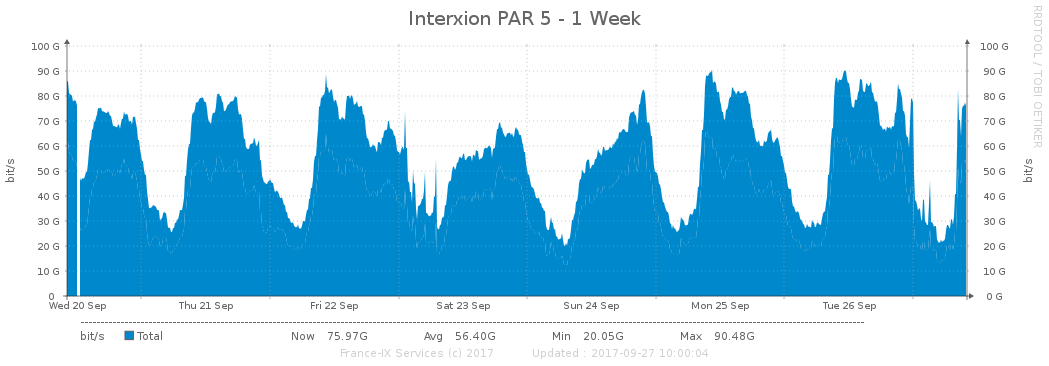 Interxion PAR 5 - 1 Week
RRDTOOL / TOBI OETIKER
bit/s
100 G 100 G
90 G 90 G
80 G 80 G
70 G 70 G
60 G 60 G
50 G 50 G
40 G 40 G
30 G 30 G
20 G 20 G
10 G 10 G
0 0 G
bit/s
Wed 20 Sep Thu 21 Sep Fri 22 Sep Sat 23 Sep Sun 24 Sep Mon 25 Sep Tue 26 Sep
bit/s Total Now 75.97G Avg 56.40G Min 20.05G Max 90.48G
France-IX Services (c) 2017 Updated : 2017-09-27 10:00:04